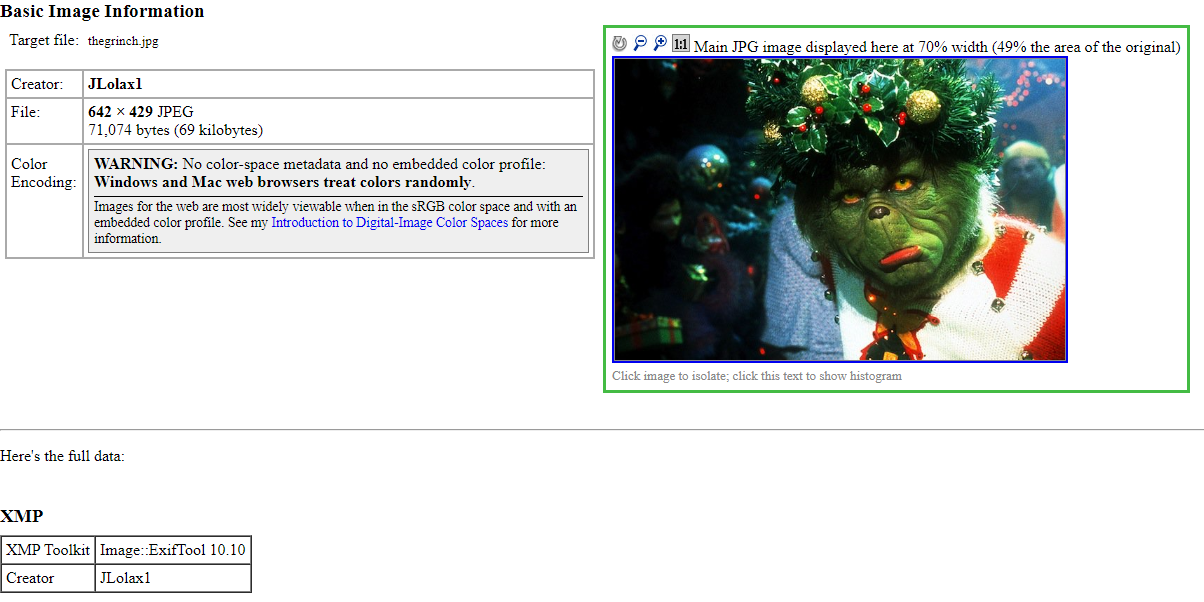 Basic Image Information
Target file: thegrinch.jpg
Creator: JLolax1
File: 642 × 429 JPEG
71,074 bytes (69 kilobytes)
Color Encoding:
WARNING: No color-space metadata and no embedded color profile:
Windows and Mac web browsers treat colors randomly.
Images for the web are most widely viewable when in the sRGB color space and with an
embedded color profile. See my Introduction to Digital-Image Color Spaces for more
information.
1:1 Main JPG image displayed here at 70% width (49% the area of the original)
Click image to isolate; click this text to show histogram
Here's the full data:
XMP
XMP Toolkit Image::ExifTool 10.10
Creator JLolax1